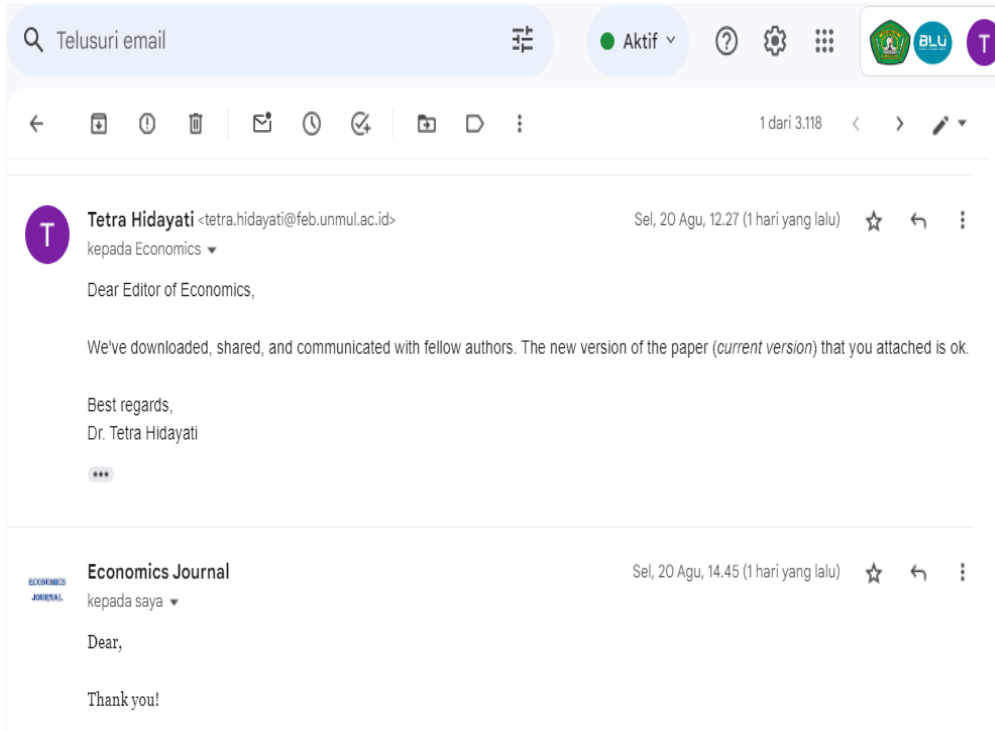 Telusuri email
Aktif
BLU
T
1 dari 3.118
T
Tetra Hidayati <tetra.hidayati@feb.unmul.ac.id>
Sel, 20 Agu, 12.27 (1 hari yang lalu)
kepada Economics
Dear Editor of Economics,
We've downloaded, shared, and communicated with fellow authors. The new version of the paper (current version) that you attached is ok.
Best regards,
Dr. Tetra Hidayati
ECONOMICS
JOURNAL
Economics Journal
Sel, 20 Agu, 14.45 (1 hari yang lalu)
kepada saya
Dear,
Thank you!